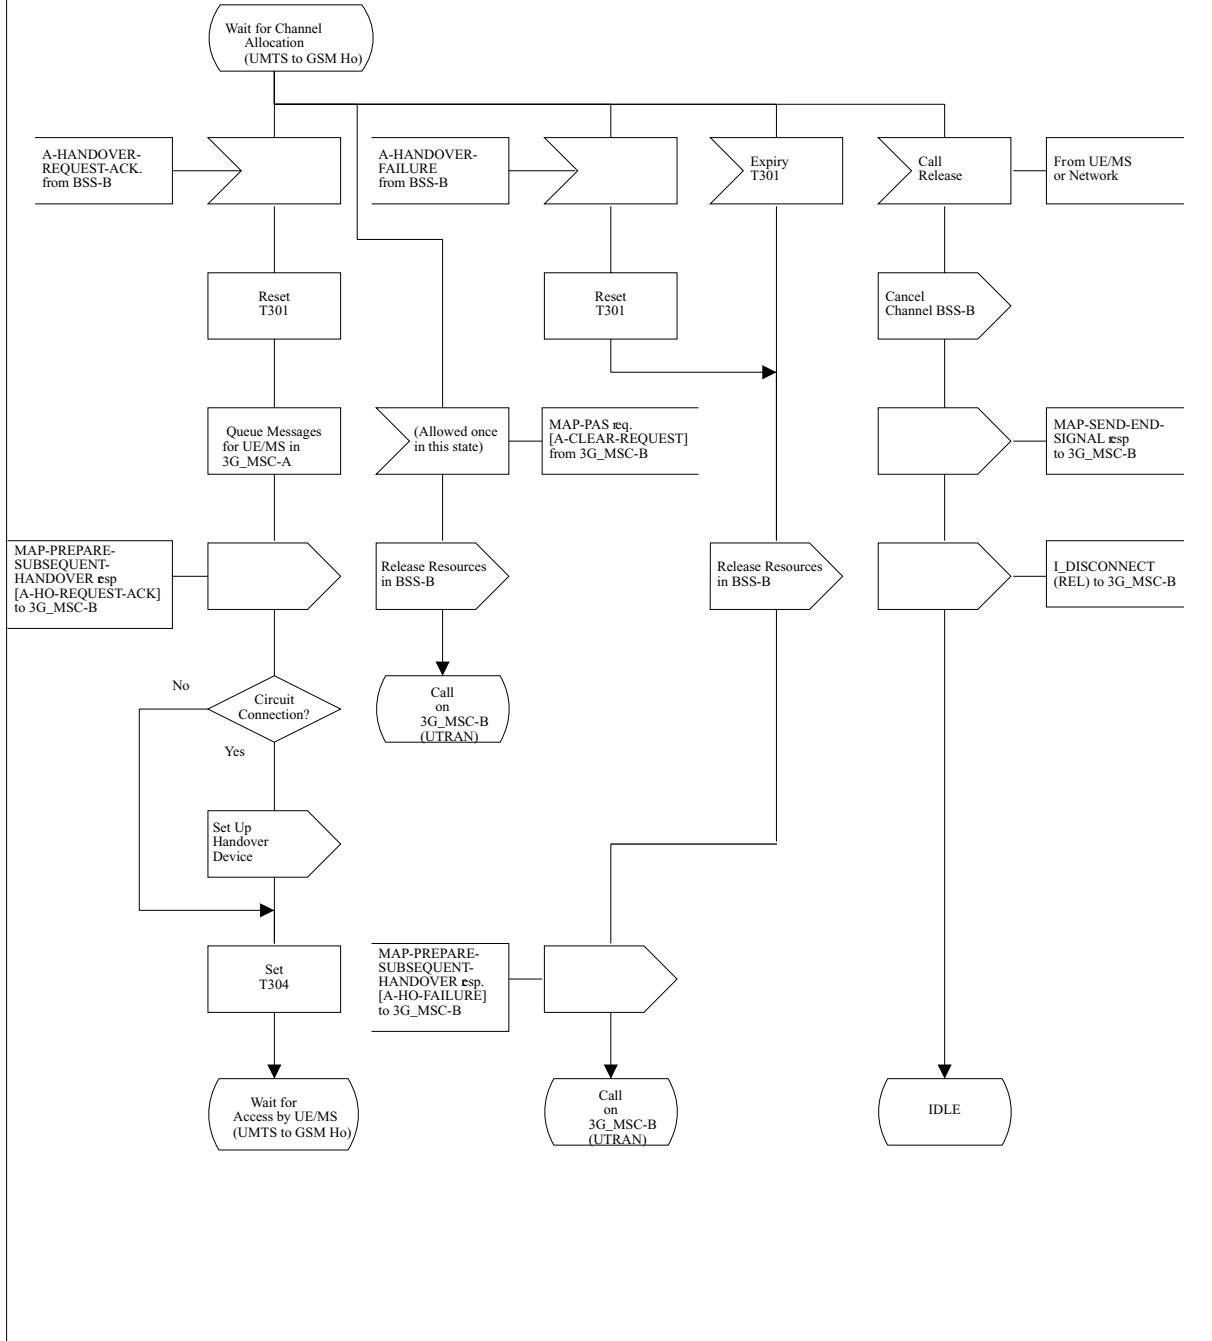 Wait for Channel
Allocation
(UMTS to GSM Ho)
A-HANDOVER-
REQUEST-ACK.
from BSS-B
A-HANDOVER-
FAILURE
from BSS-B
Expiry
T301
Call
Release
From UE/MS
or Network
Reset
T301
Reset
T301
Cancel
Channel BSS-B
Queue Messages
for UE/MS in
3G_MSC-A
(Allowed once
in this state)
MAP-PAS req.
[A-CLEAR-REQUEST]
from 3G_MSC-B
MAP-SEND-END-
SIGNAL resp
to 3G_MSC-B
MAP-PREPARE-
SUBSEQUENT-
HANDOVER resp
[A-HO-REQUEST-ACK]
to 3G_MSC-B
Release Resources
in BSS-B
Release Resources
in BSS-B
I_DISCONNECT
(REL) to 3G_MSC-B
No
Circuit
Connection?
Yes
Call
on
3G_MSC-B
(UTRAN)
Set Up
Handover
Device
Set
T304
MAP-PREPARE-
SUBSEQUENT-
HANDOVER resp.
[A-HO-FAILURE]
to 3G_MSC-B
Wait for
Access by UE/MS
(UMTS to GSM Ho)
Call
on
3G_MSC-B
(UTRAN)
IDLE